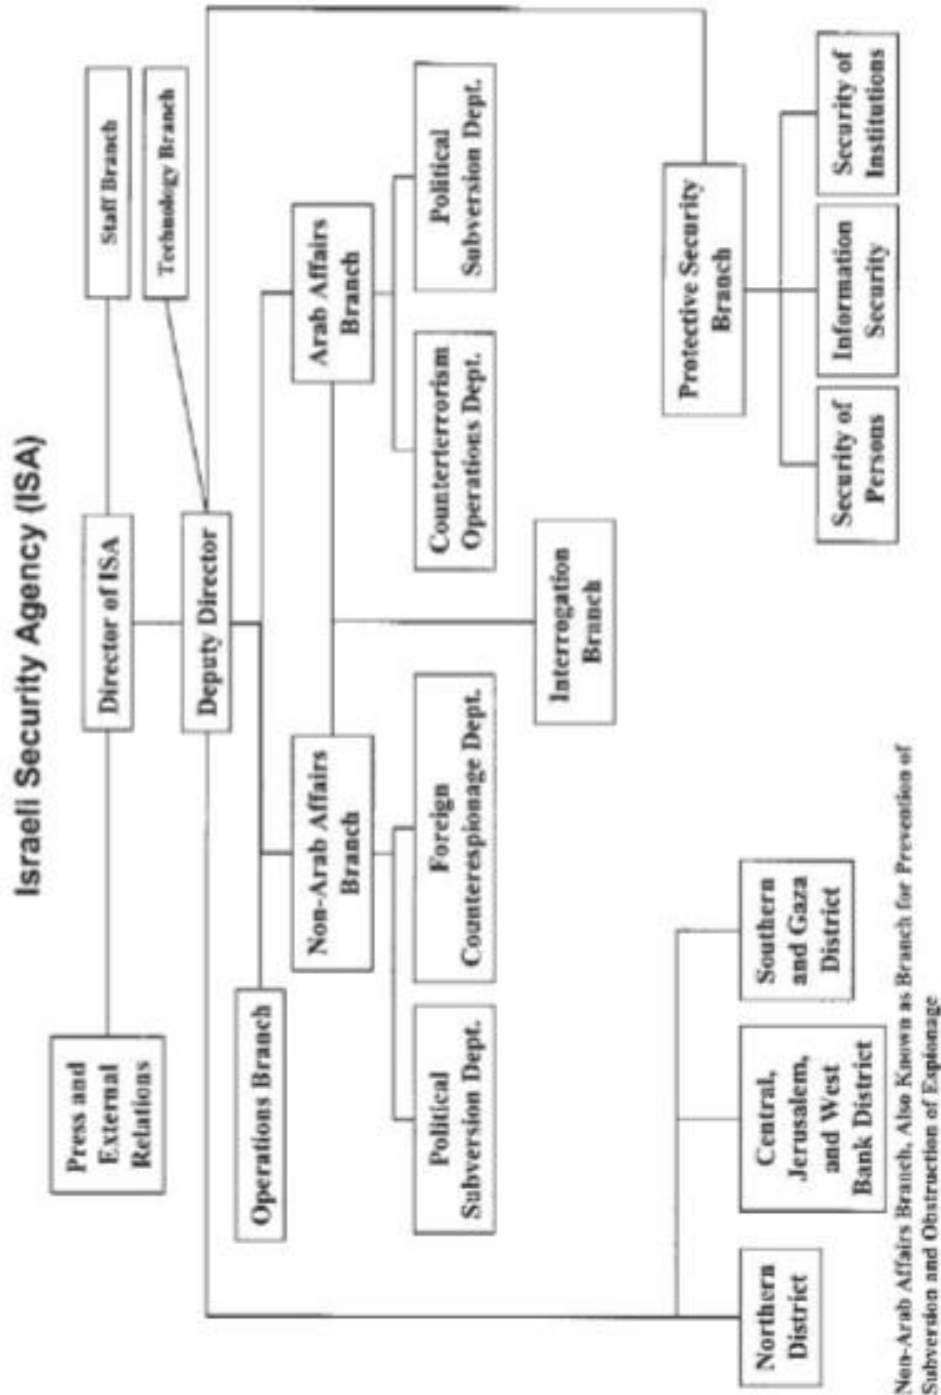 Israeli Security Agency (ISA)
Press and
External
Relations
Director of ISA
Staff Branch
Technology Branch
Deputy Director
Operations Branch
Non-Arab Affairs
Branch
Arab Affairs
Branch
Political
Subversion Dept.
Foreign
Counterespionage Dept.
Counterterrorism
Operations Dept.
Political
Subversion Dept.
Interrogation
Branch
Protective Security
Branch
Northern
District
Central,
Jerusalem,
and West
Bank District
Southern
and Gaza
District
Security of
Persons
Information
Security
Security of
Institutions
Non-Arab Affairs Branch, Also Known as Branch for Prevention of
Subversion and Obstruction of Espionage